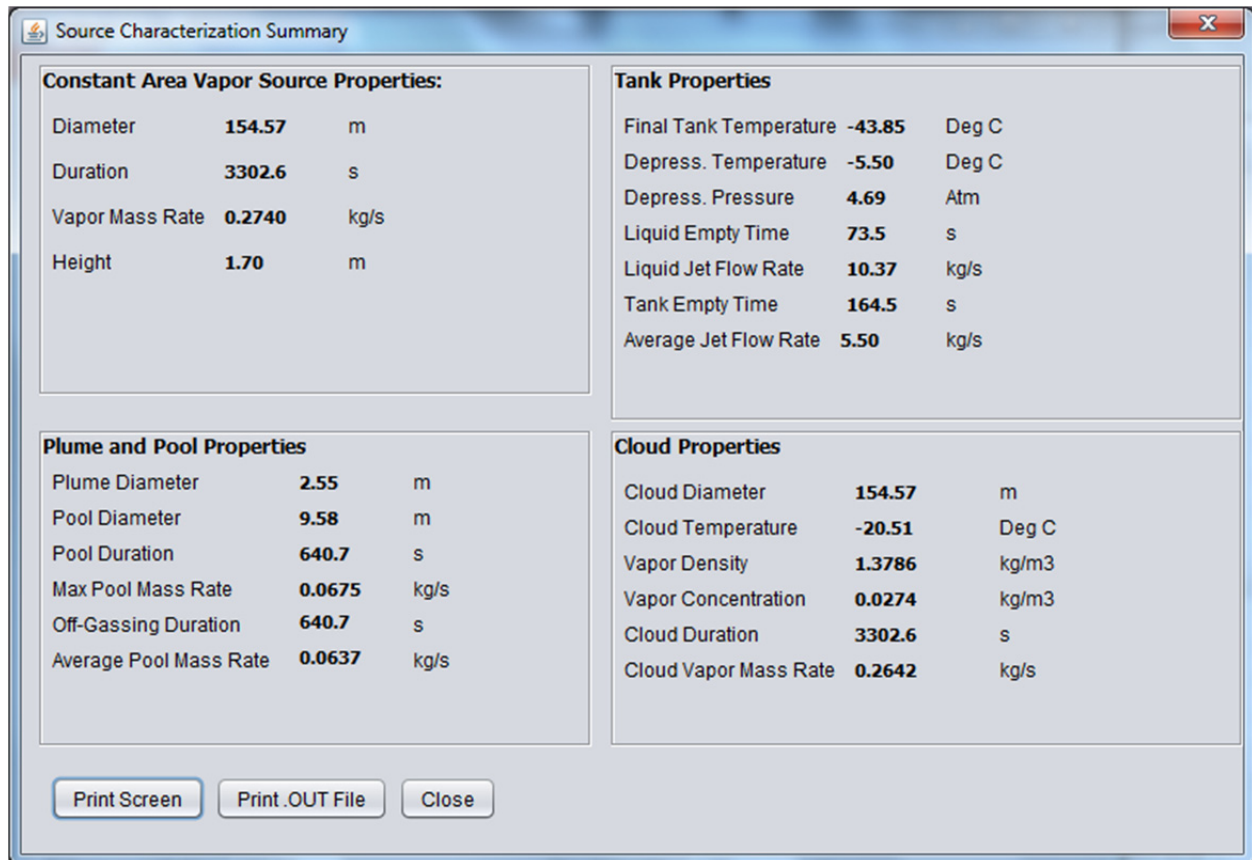 Source Characterization Summary
Constant Area Vapor Source Properties:
Diameter 154.57 m
Duration 3302.6 s
Vapor Mass Rate 0.2740 kg/s
Height 1.70 m
Tank Properties
Final Tank Temperature -43.85 Deg C
Depress. Temperature -5.50 Deg C
Depress. Pressure 4.69 Atm
Liquid Empty Time 73.5 s
Liquid Jet Flow Rate 10.37 kg/s
Tank Empty Time 164.5 s
Average Jet Flow Rate 5.50 kg/s
Plume and Pool Properties
Plume Diameter 2.55 m
Pool Diameter 9.58 m
Pool Duration 640.7 s
Max Pool Mass Rate 0.0675 kg/s
Off-Gassing Duration 640.7 s
Average Pool Mass Rate 0.0637 kg/s
Cloud Properties
Cloud Diameter 154.57 m
Cloud Temperature -20.51 Deg C
Vapor Density 1.3786 kg/m3
Vapor Concentration 0.0274 kg/m3
Cloud Duration 3302.6 s
Cloud Vapor Mass Rate 0.2642 kg/s
Print Screen Print .OUT File Close